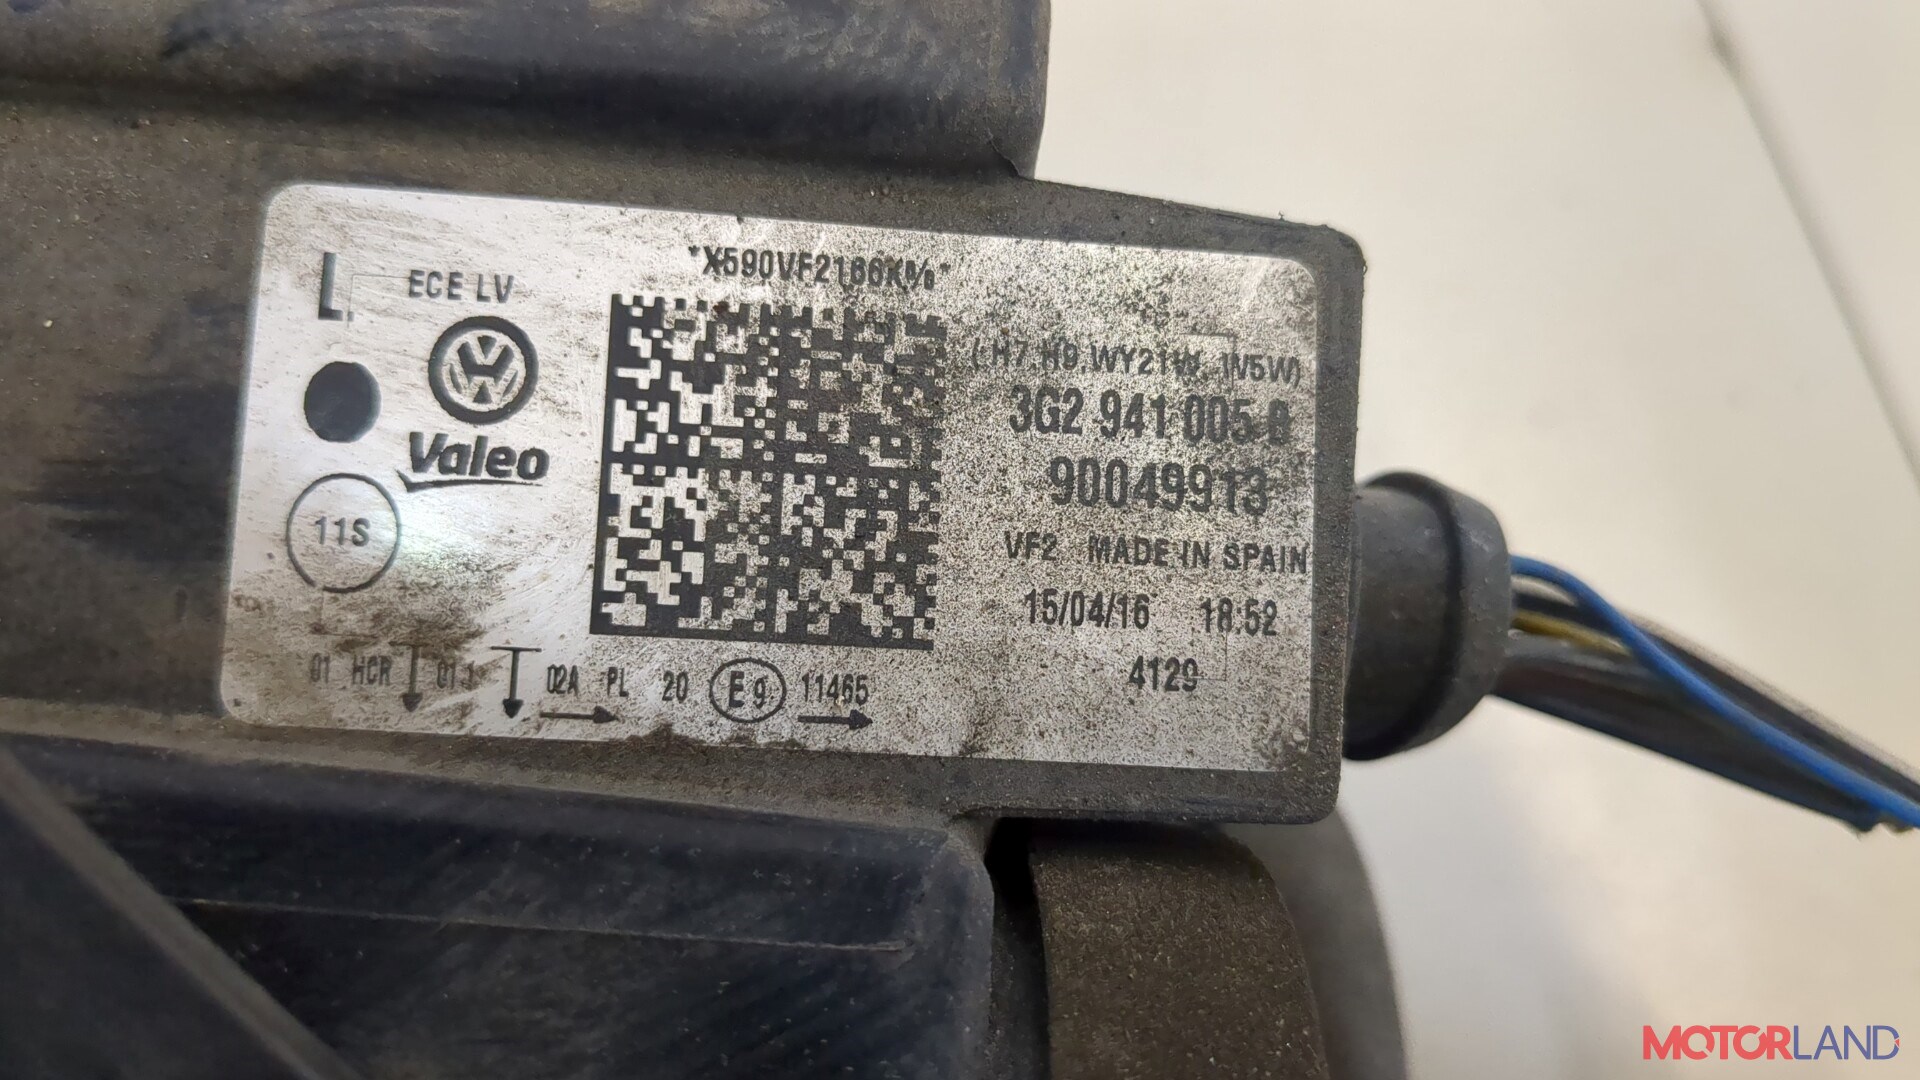 L
ECE LV
Valeo
11S
(H7,H9,WY21W, W5W)
3G2 941 005
90049913
VF2 MADE IN SPAIN
15/04/16 18:52
4129
01 HCR 02A PL 20 E9 11465
MOTORLAND